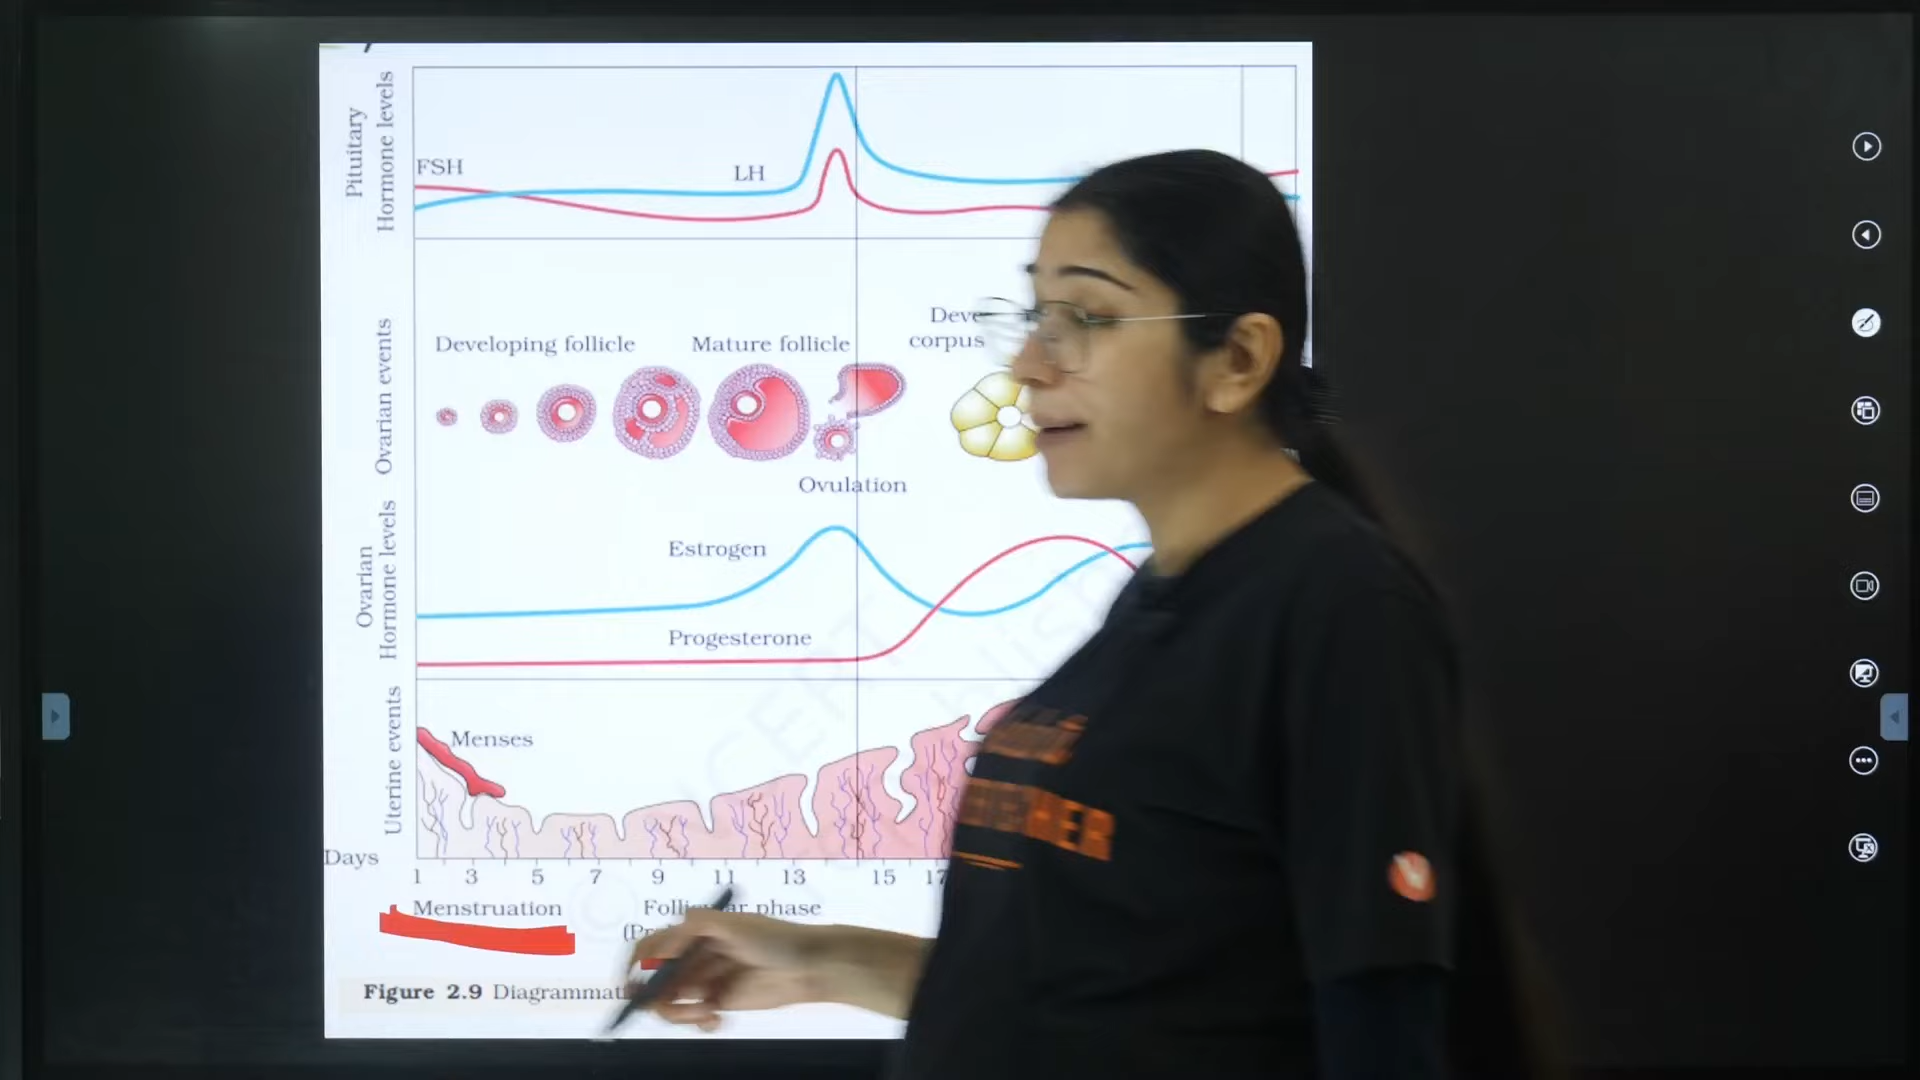 Pituitary
Hormone levels
FSH
LH
Ovarian events
Developing follicle
Mature follicle
corpus
Ovulation
Ovarian
Hormone levels
Estrogen
Progesterone
Uterine events
Menses
Days
1 3 5 7 9 11 13 15 17
Menstruation
phase
Figure 2.9